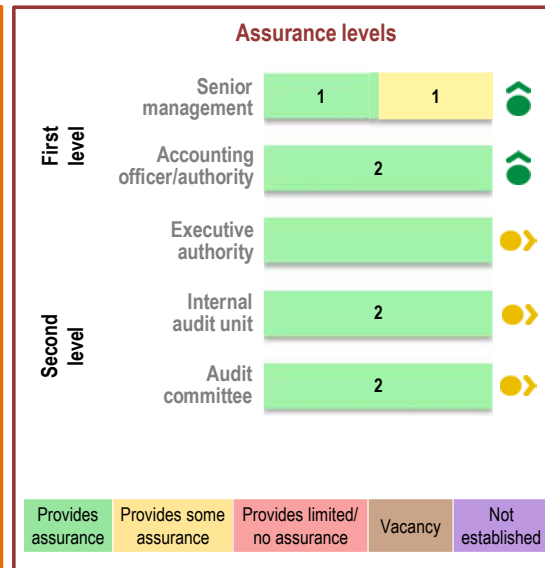 Assurance levels
First
level
Senior
management
1
1
Accounting
officer/authority
2
Executive
authority
Second
level
Internal
audit unit
2
Audit
committee
2
Provides
assurance
Provides some
assurance
Provides limited/
no assurance
Vacancy
Not
established